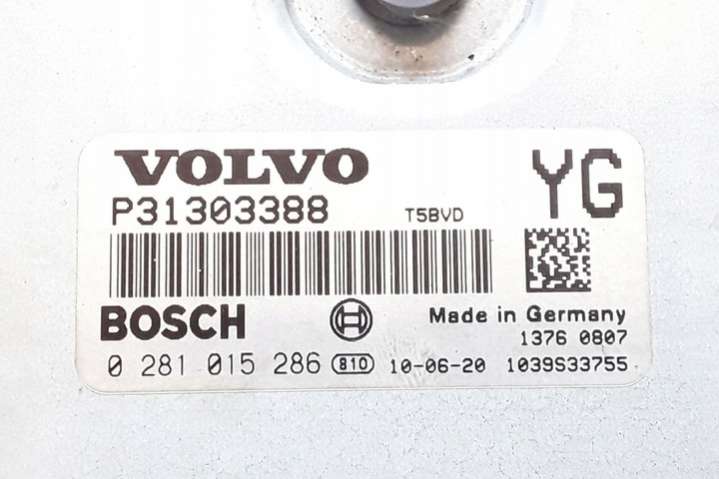 VOLVO YG
P31303388 T5BVD
BOSCH Made in Germany
1376 0807
0 281 015 286 810 10-06-20 1039S33755